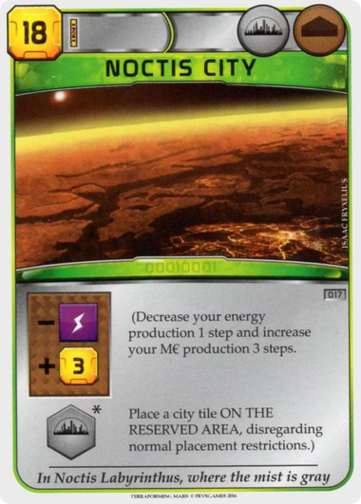 18
NOCTIS CITY
ISAAC FRYXELIUS
00010001
017
(Decrease your energy
production 1 step and increase
your M€ production 3 steps.
−
+ 3
*
Place a city tile ON THE
RESERVED AREA, disregarding
normal placement restrictions.)
In Noctis Labyrinthus, where the mist is gray
TERRAFORMING MARS © FRYXGAMES 2016